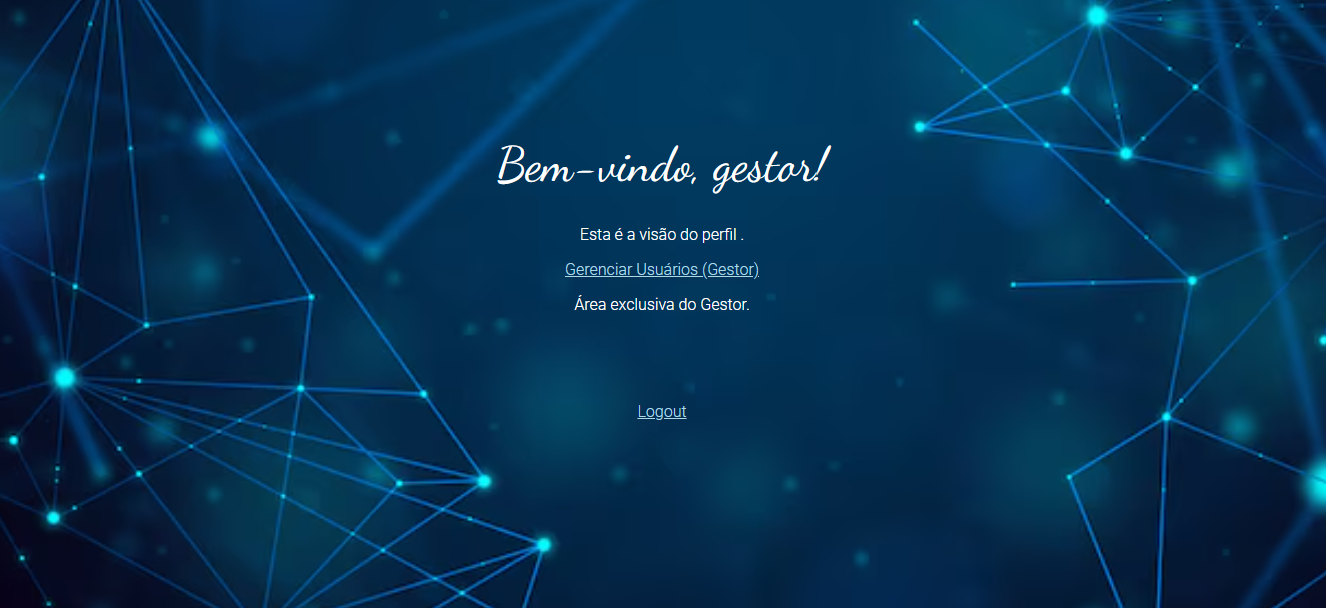 Bem-vindo, gestor!
Esta é a visão do perfil .
Gerenciar Usuários (Gestor)
Área exclusiva do Gestor.
Logout